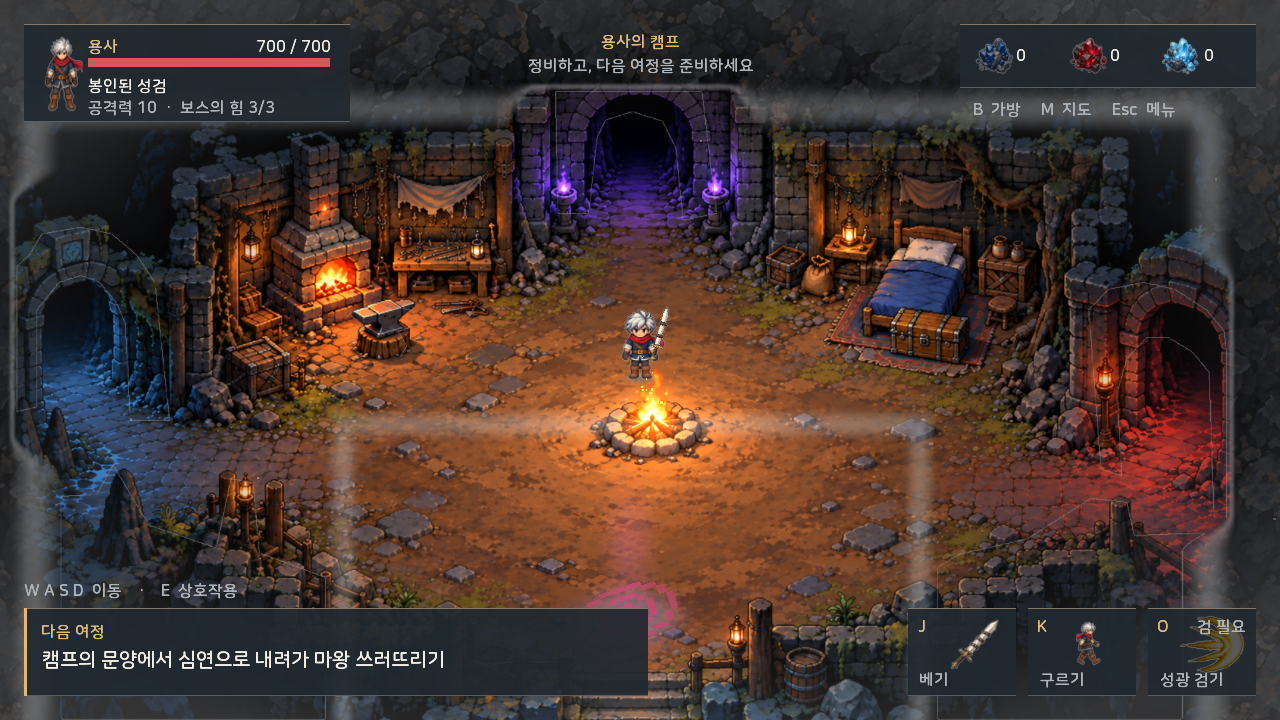 용사 700 / 700
봉인된 성검
공격력 10 · 보스의 힘 3/3
용사의 캠프
정비하고, 다음 여정을 준비하세요
0 0 0
B 가방 M 지도 Esc 메뉴
W A S D 이동 · E 상호작용
다음 여정
캠프의 문양에서 심연으로 내려가 마왕 쓰러뜨리기
J
베기
K
구르기
O 검 필요
성광 검기